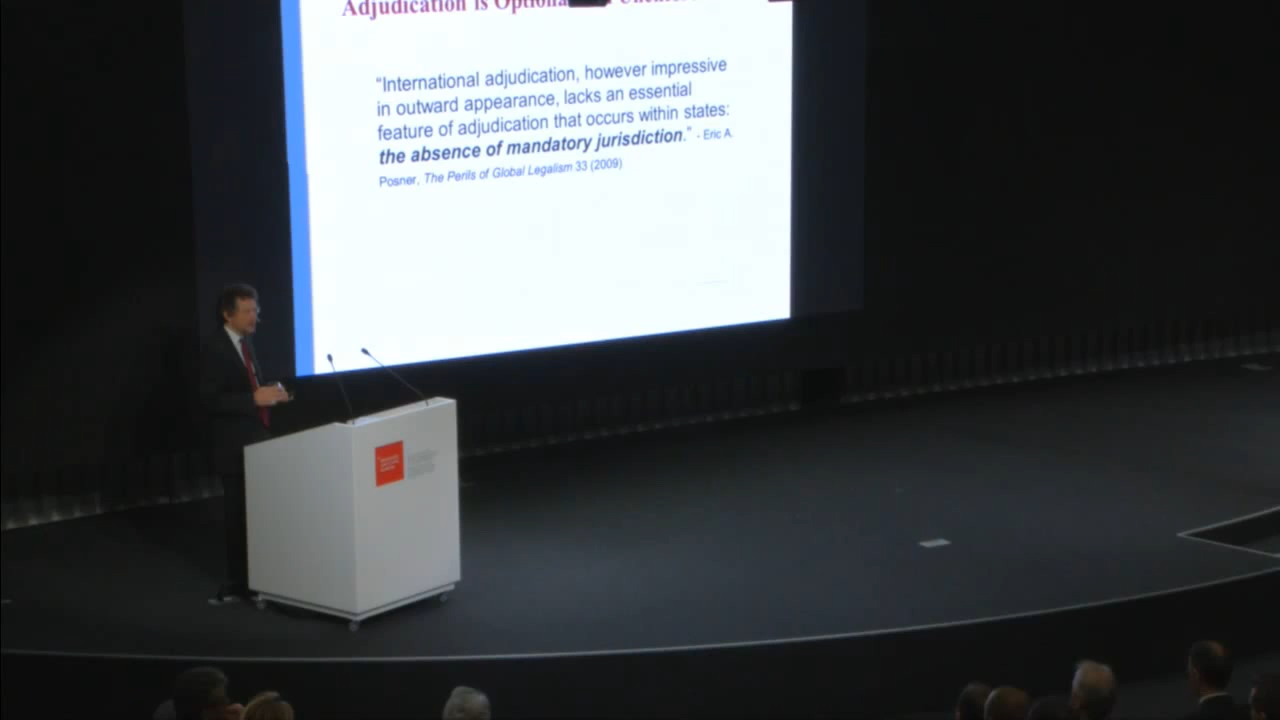 Adjudication is Optional
“International adjudication, however impressive
in outward appearance, lacks an essential
feature of adjudication that occurs within states:
the absence of mandatory jurisdiction.” - Eric A.
Posner, The Perils of Global Legalism 33 (2009)